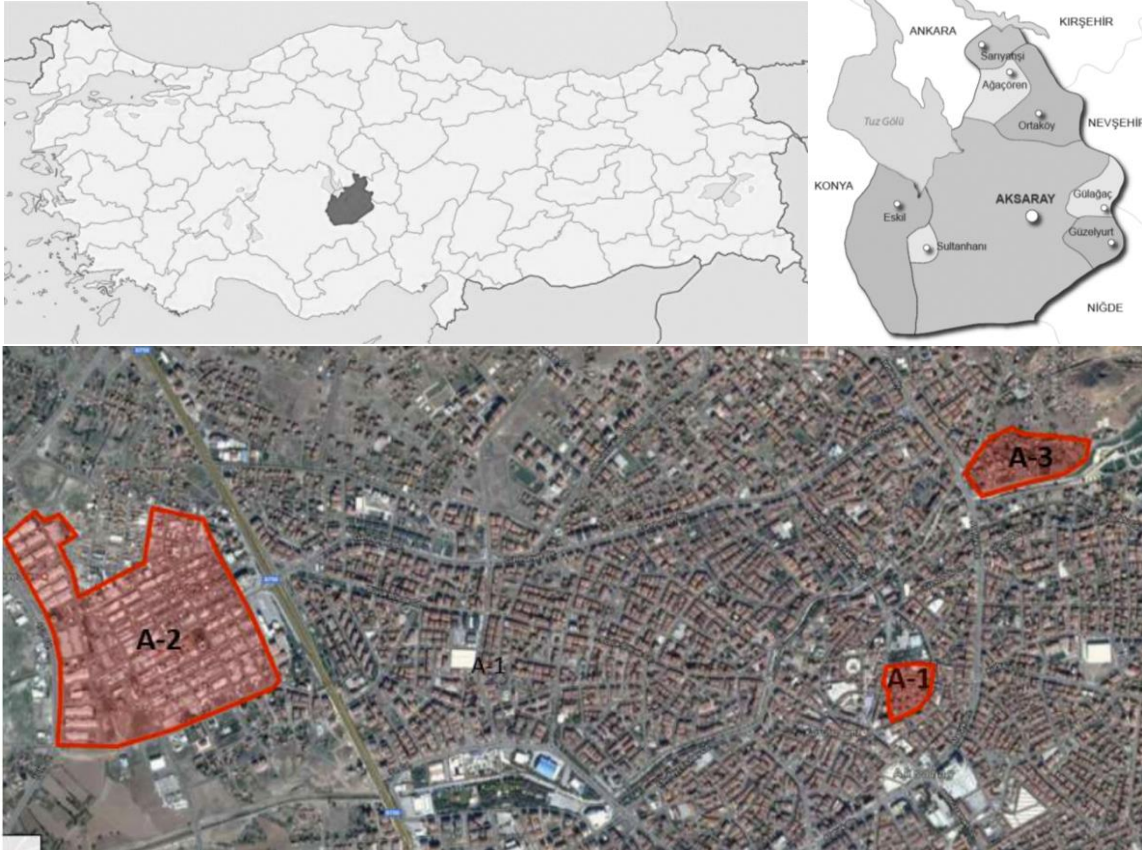 ANKARA
KIRŞEHİR
Sarıyahşi
Ağaçören
Tuz Gölü
Ortaköy
NEVŞEHİR
KONYA
AKSARAY
Gülağaç
Eskil
Güzelyurt
Sultanhanı
NİĞDE
A-3
A-2
A-1
A-1